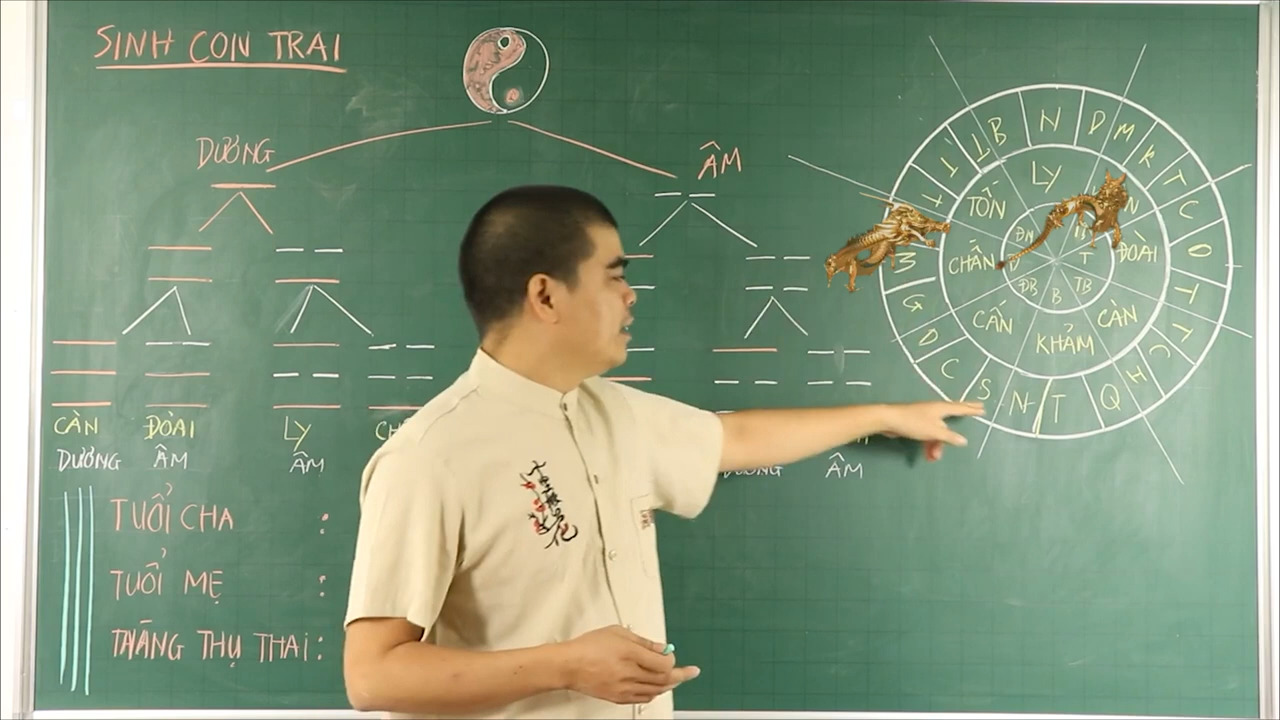 SINH CON TRAI
DƯƠNG
ÂM
CÀN
ĐOÀI
LY
DƯƠNG
ÂM
ÂM
ÂM
TUỔI CHA :
TUỔI MẸ :
THÁNG THỤ THAI :
LY
TỐN
CHẤN
CẤN
KHẢM
CÀN
ĐOÀI
ĐN
T
ĐB
B
TB
N
D
M
K
T
C
O
T
T
C
H
Q
T
N
S
C
D
G
T
T
L
B